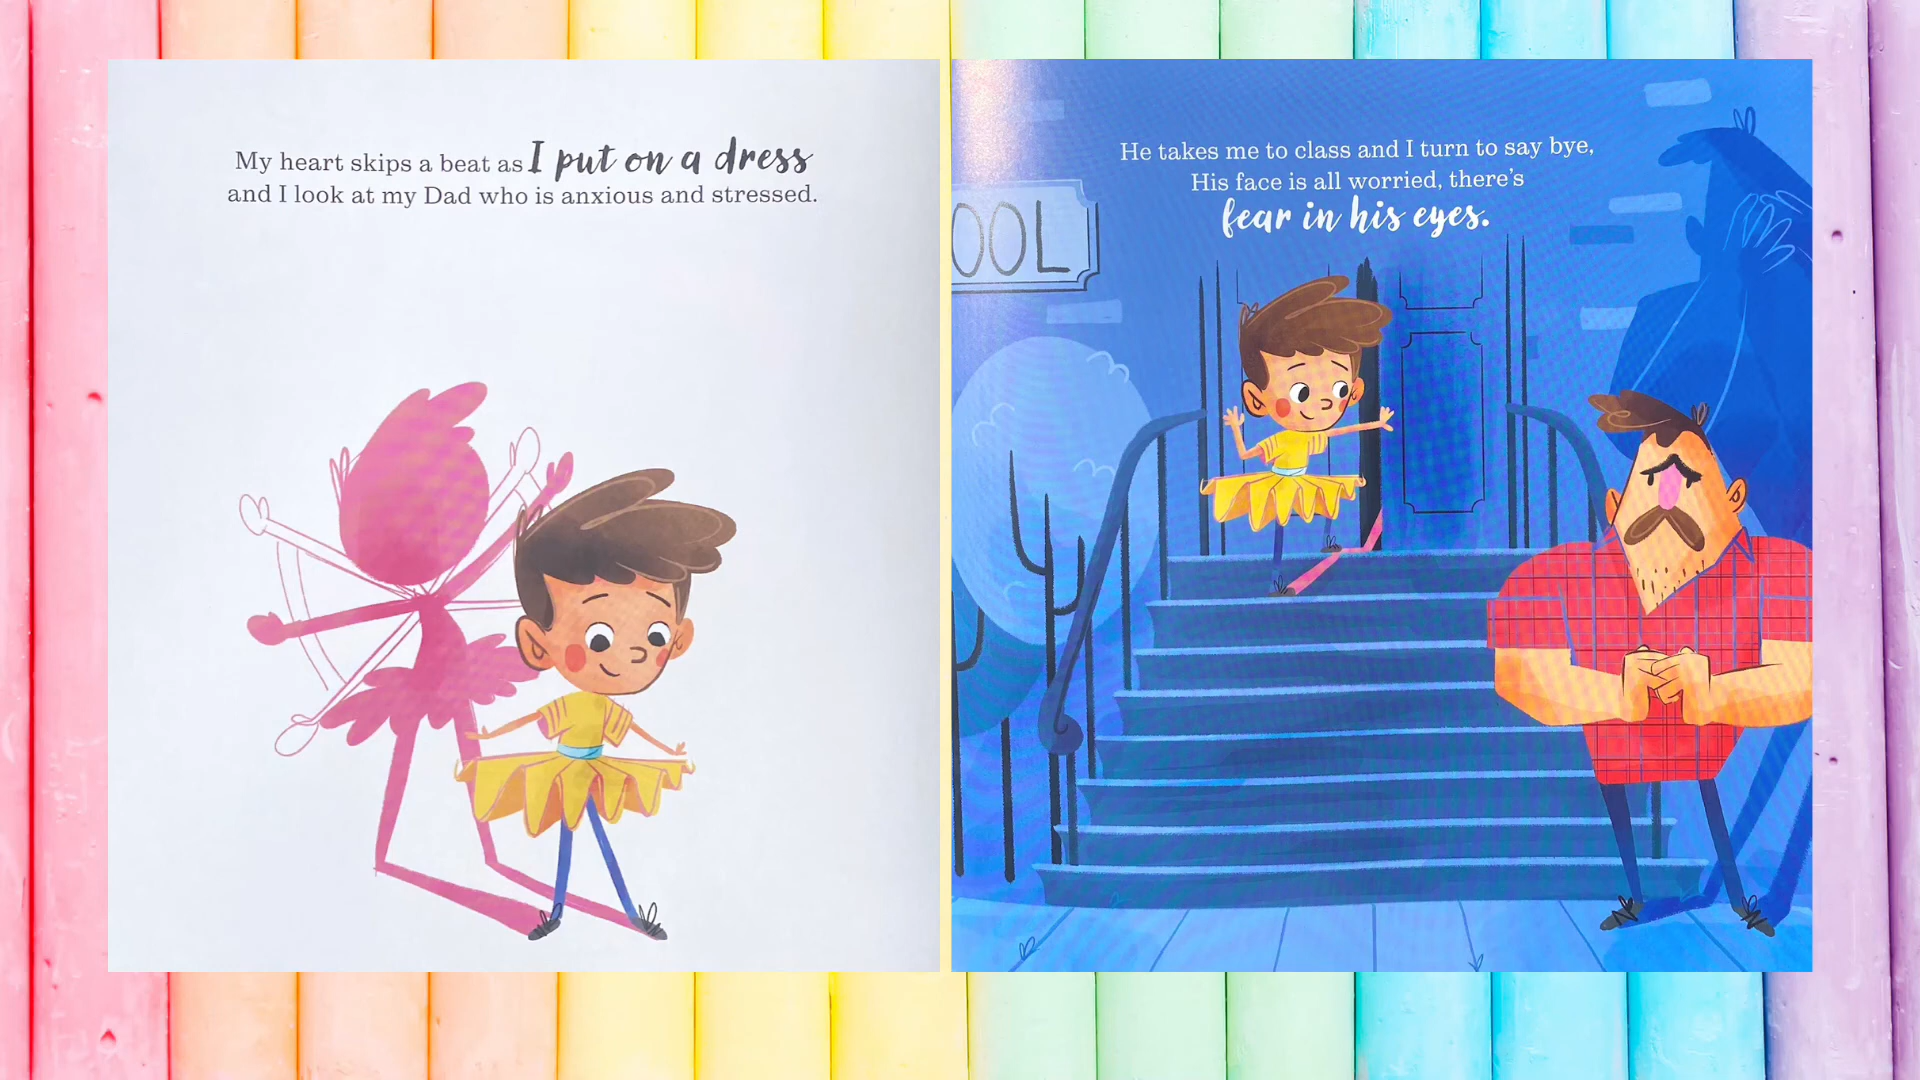 My heart skips a beat as I put on a dress
and I look at my Dad who is anxious and stressed.
OOL
He takes me to class and I turn to say bye,
His face is all worried, there's
fear in his eyes.